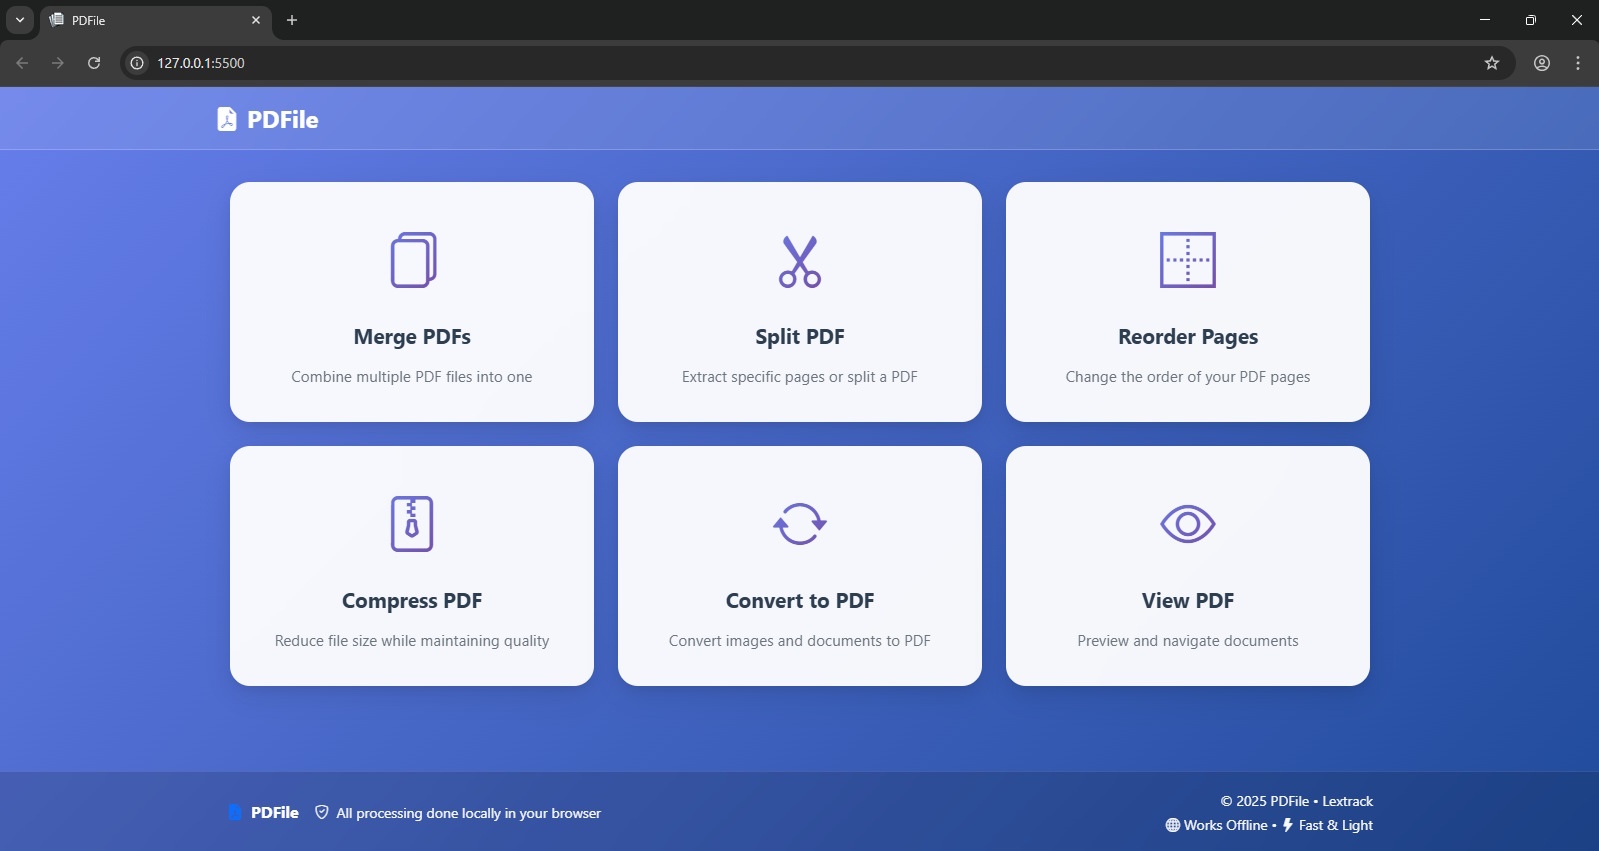 PDFile
127.0.0.1:5500
PDFile
Merge PDFs
Combine multiple PDF files into one
Split PDF
Extract specific pages or split a PDF
Reorder Pages
Change the order of your PDF pages
Compress PDF
Reduce file size while maintaining quality
Convert to PDF
Convert images and documents to PDF
View PDF
Preview and navigate documents
PDFile
All processing done locally in your browser
© 2025 PDFile • Lextrack
Works Offline • Fast & Light